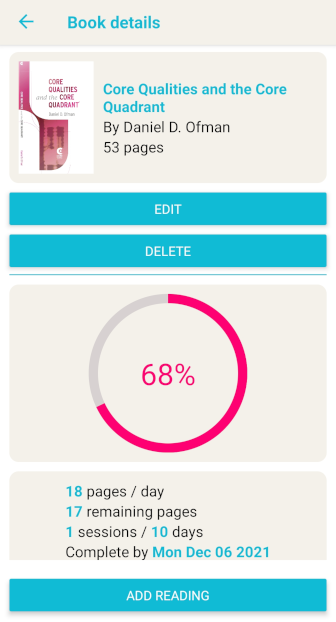 Book details
CORE
QUALITIES
and the CORE
QUADRANT
Daniel D. Ofman
Core Qualities and the Core
Quadrant
By Daniel D. Ofman
53 pages
EDIT
DELETE
68%
18 pages / day
17 remaining pages
1 sessions / 10 days
Complete by Mon Dec 06 2021
ADD READING